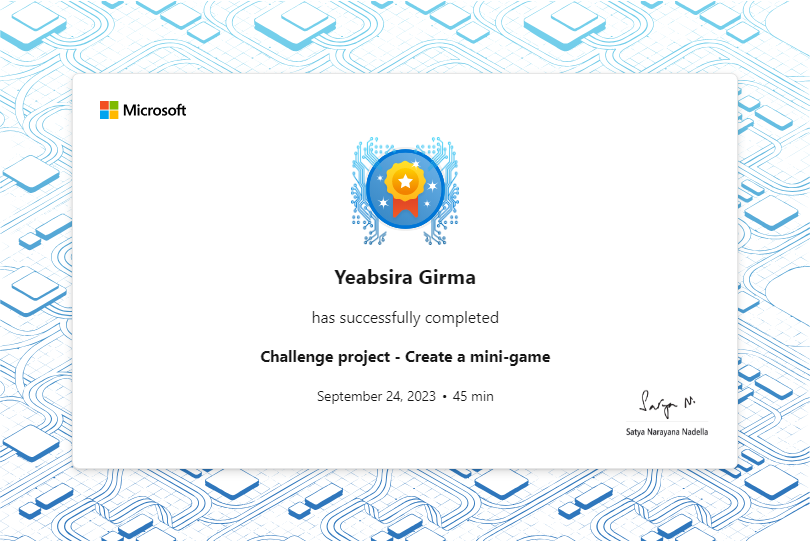 Microsoft
Yeabsira Girma
has successfully completed
Challenge project - Create a mini-game
September 24, 2023 • 45 min
Satya N.
Satya Narayana Nadella